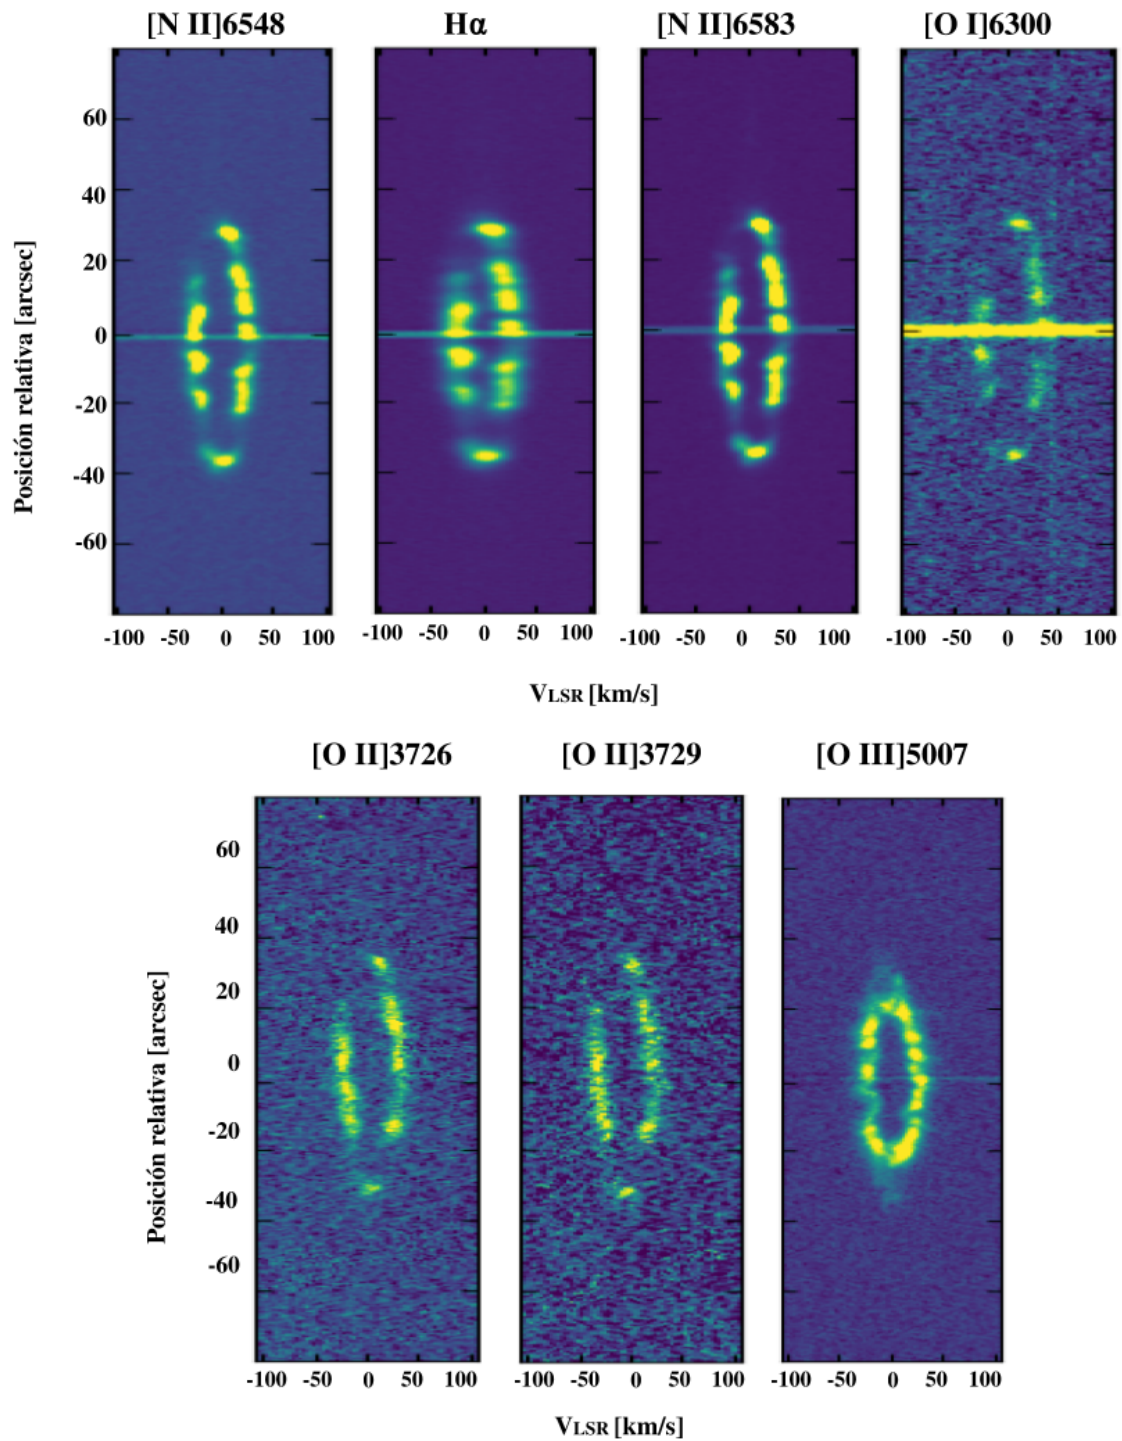 [N II]6548 Hα [N II]6583 [O I]6300
Posición relativa [arcsec]
60
40
20
0
-20
-40
-60
-100 -50 0 50 100 -100 -50 0 50 100 -100 -50 0 50 100 -100 -50 0 50 100
VLSR [km/s]
[O II]3726 [O II]3729 [O III]5007
Posición relativa [arcsec]
60
40
20
0
-20
-40
-60
-100 -50 0 50 100 -100 -50 0 50 100 -100 -50 0 50 100
VLSR [km/s]